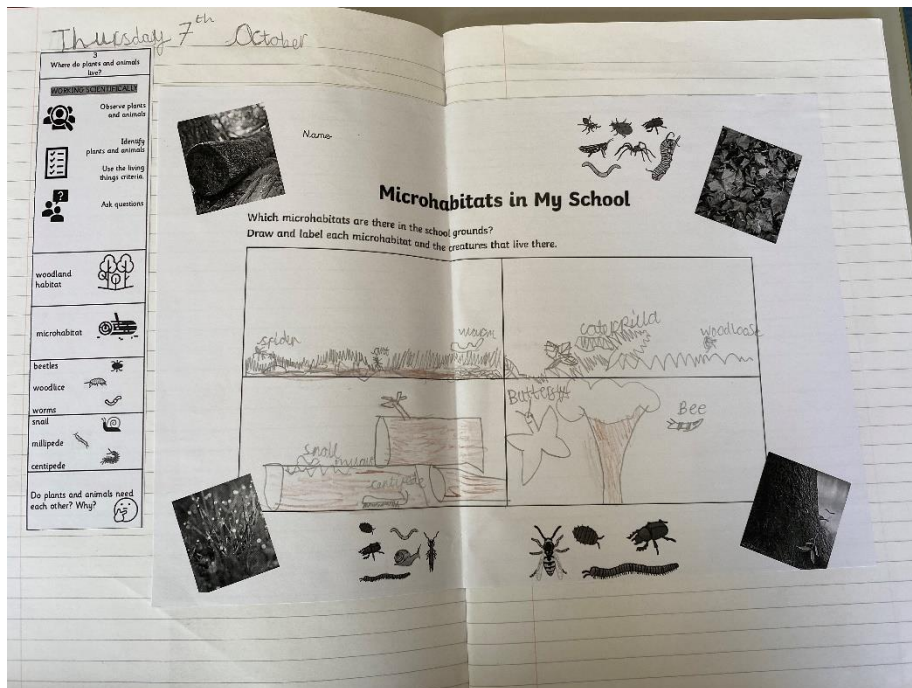 Thursday 7th October
3
Where do plants and animals
live?
WORKING SCIENTIFICALLY
Observe plants
and animals
Identify
plants and animals
Use the living
things criteria.
Ask questions
woodland
habitat
microhabitat
beetles
woodlice
worms
snail
millipede
centipede
Do plants and animals need
each other? Why?
Name
Microhabitats in My School
Which microhabitats are there in the school grounds?
Draw and label each microhabitat and the creatures that live there.
spider
ant
worm
caterpilla
woodloase
snail
centipede
Butterfly
Bee